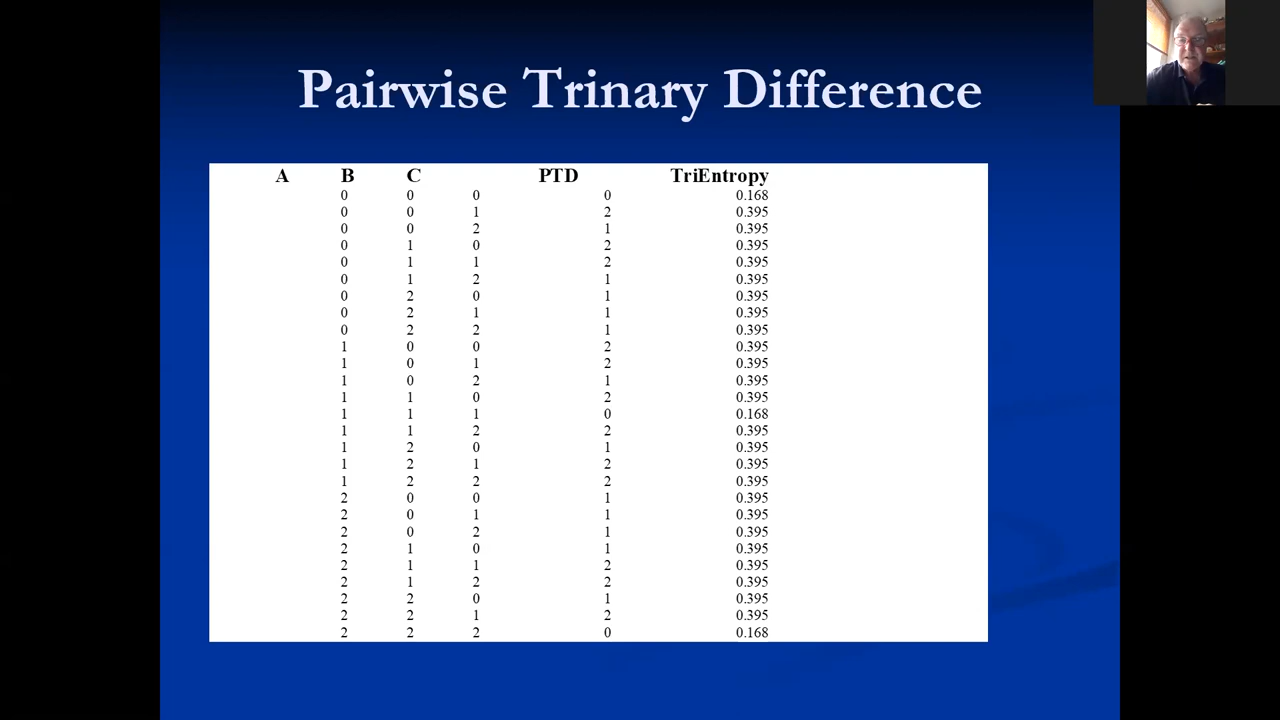 Pairwise Trinary Difference
A B C PTD TriEntropy
0 0 0 0 0.168
0 0 1 2 0.395
0 0 2 1 0.395
0 1 0 2 0.395
0 1 1 2 0.395
0 1 2 1 0.395
0 2 0 1 0.395
0 2 1 1 0.395
0 2 2 1 0.395
1 0 0 2 0.395
1 0 1 2 0.395
1 0 2 1 0.395
1 1 0 2 0.395
1 1 1 0 0.168
1 1 2 2 0.395
1 2 0 1 0.395
1 2 1 2 0.395
1 2 2 2 0.395
2 0 0 1 0.395
2 0 1 1 0.395
2 0 2 1 0.395
2 1 0 1 0.395
2 1 1 2 0.395
2 1 2 2 0.395
2 2 0 1 0.395
2 2 1 2 0.395
2 2 2 0 0.168